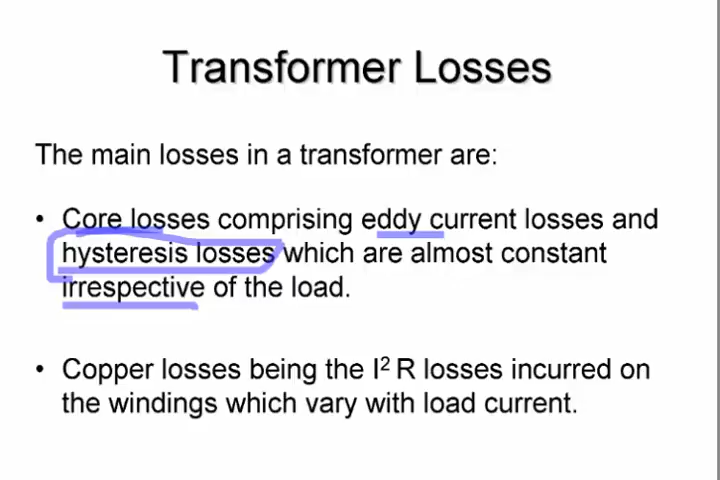 Transformer Losses
The main losses in a transformer are:
• Core losses comprising eddy current losses and
hysteresis losses which are almost constant
irrespective of the load.
• Copper losses being the I² R losses incurred on
the windings which vary with load current.